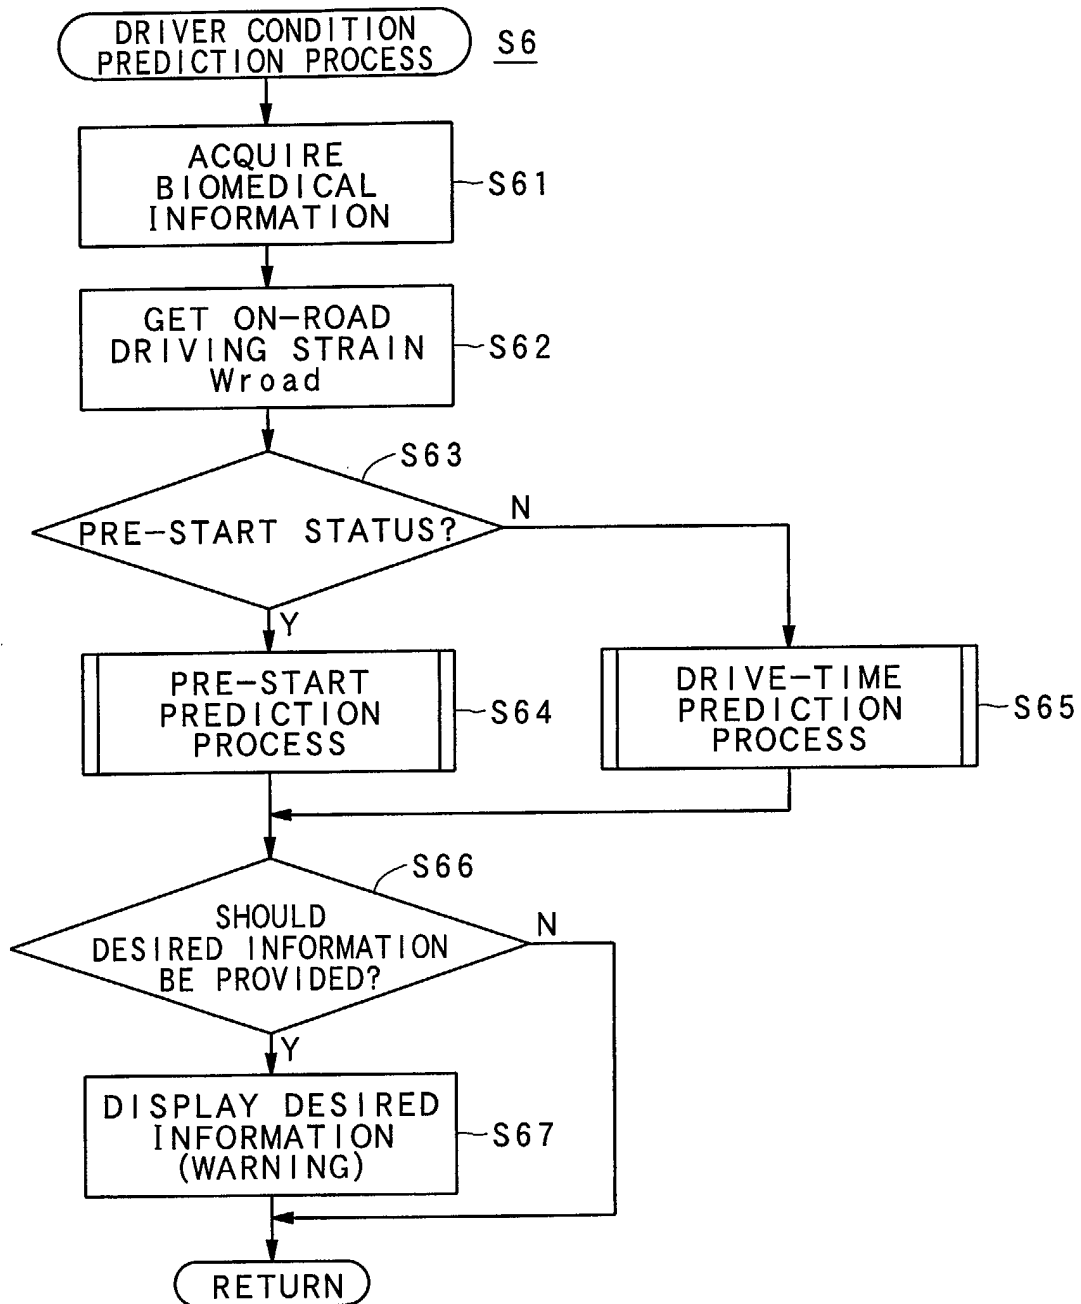 DRIVER CONDITION
PREDICTION PROCESS
S6
ACQUIRE
BIOMEDICAL
INFORMATION
S61
GET ON-ROAD
DRIVING STRAIN
Wroad
S62
S63
PRE-START STATUS?
N
Y
PRE-START
PREDICTION
PROCESS
S64
DRIVE-TIME
PREDICTION
PROCESS
S65
S66
SHOULD
DESIRED INFORMATION
BE PROVIDED?
N
Y
DISPLAY DESIRED
INFORMATION
(WARNING)
S67
RETURN